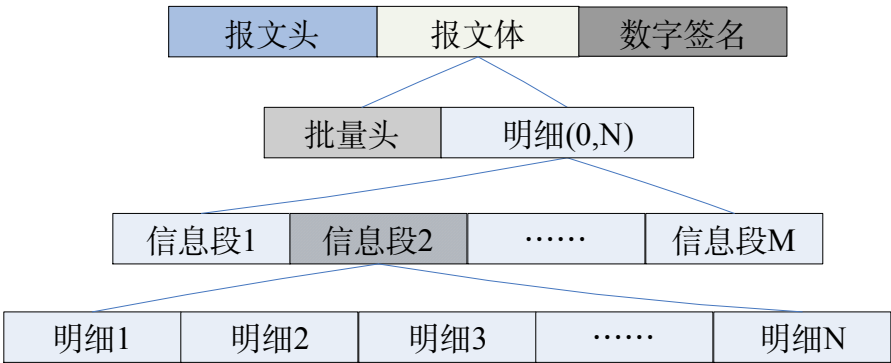 报文头 报文体 数字签名
批量头 明细(0,N)
信息段1 信息段2 …… 信息段M
明细1 明细2 明细3 …… 明细N